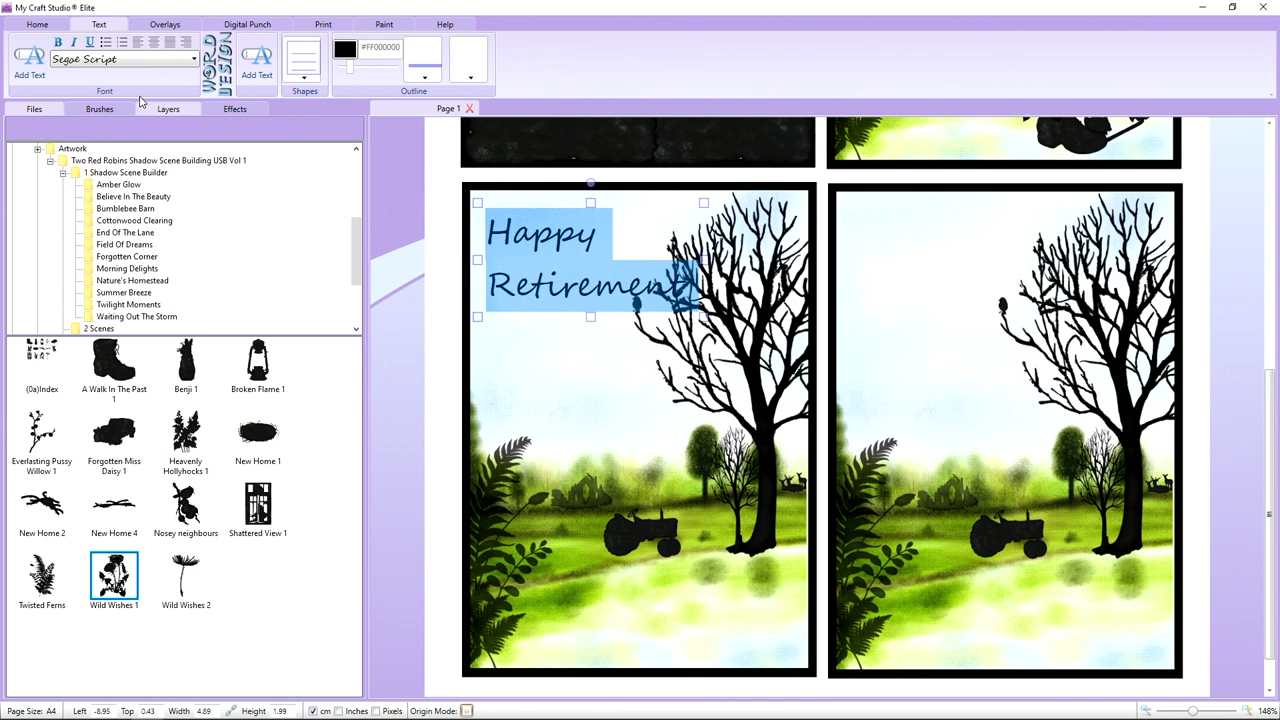 My Craft Studio® Elite
Home Text Overlays Digital Punch Print Paint Help
B I U
Segoe Script
Add Text
Font
WORD DESIGN
Add Text
Shapes
#FF000000
Outline
Files Brushes Layers Effects
Page 1
Artwork
Two Red Robins Shadow Scene Building USB Vol 1
1 Shadow Scene Builder
Amber Glow
Believe In The Beauty
Bumblebee Barn
Cottonwood Clearing
End Of The Lane
Field Of Dreams
Forgotten Corner
Morning Delights
Nature's Homestead
Summer Breeze
Twilight Moments
Waiting Out The Storm
2 Scenes
(0a)Index
A Walk In The Past 1
Benji 1
Broken Flame 1
Everlasting Pussy Willow 1
Forgotten Miss Daisy 1
Heavenly Hollyhocks 1
New Home 1
New Home 2
New Home 4
Nosey neighbours
Shattered View 1
Twisted Ferns
Wild Wishes 1
Wild Wishes 2
Happy
Retirement
Page Size: A4 Left -8.95 Top 0.43 Width 4.89 Height 1.99 cm Inches Pixels Origin Mode: 148%